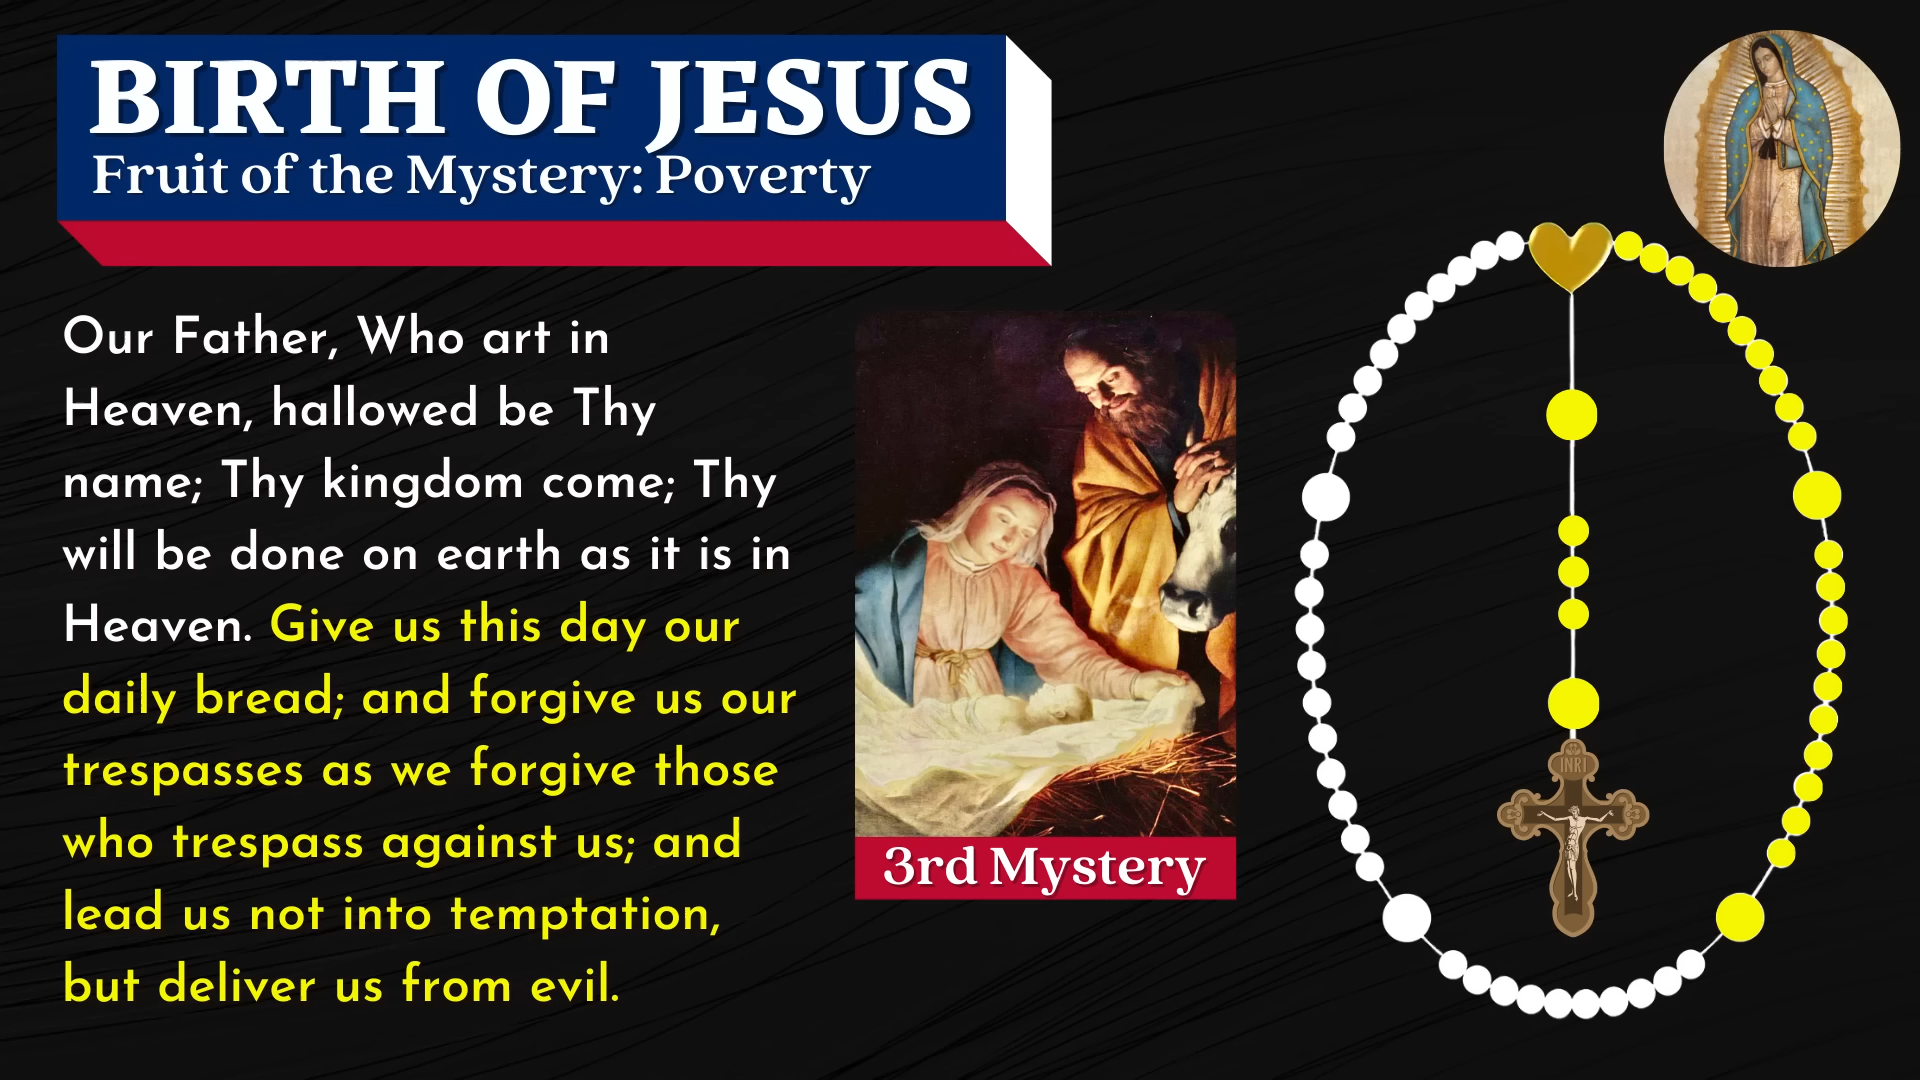 BIRTH OF JESUS
Fruit of the Mystery: Poverty
Our Father, Who art in
Heaven, hallowed be Thy
name; Thy kingdom come; Thy
will be done on earth as it is in
Heaven. Give us this day our
daily bread; and forgive us our
trespasses as we forgive those
who trespass against us; and
lead us not into temptation,
but deliver us from evil.
3rd Mystery
INRI